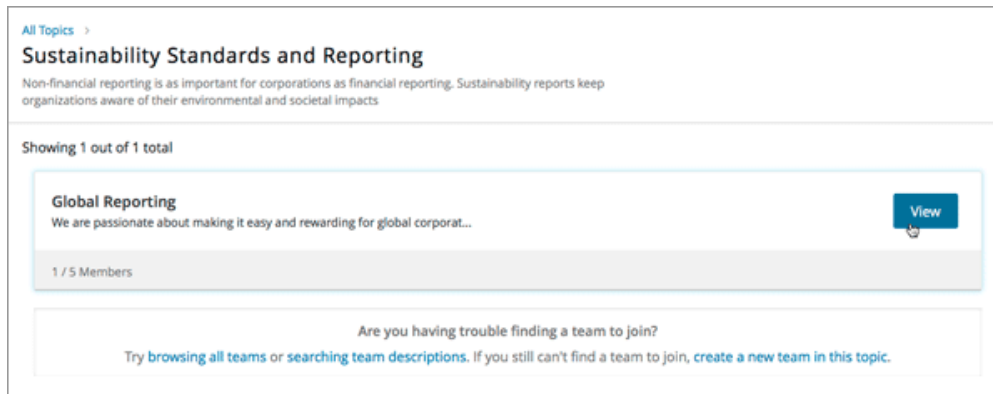 All Topics >
Sustainability Standards and Reporting
Non-financial reporting is as important for corporations as financial reporting. Sustainability reports keep
organizations aware of their environmental and societal impacts
Showing 1 out of 1 total
Global Reporting
We are passionate about making it easy and rewarding for global corporat...
View
1 / 5 Members
Are you having trouble finding a team to join?
Try browsing all teams or searching team descriptions. If you still can't find a team to join, create a new team in this topic.